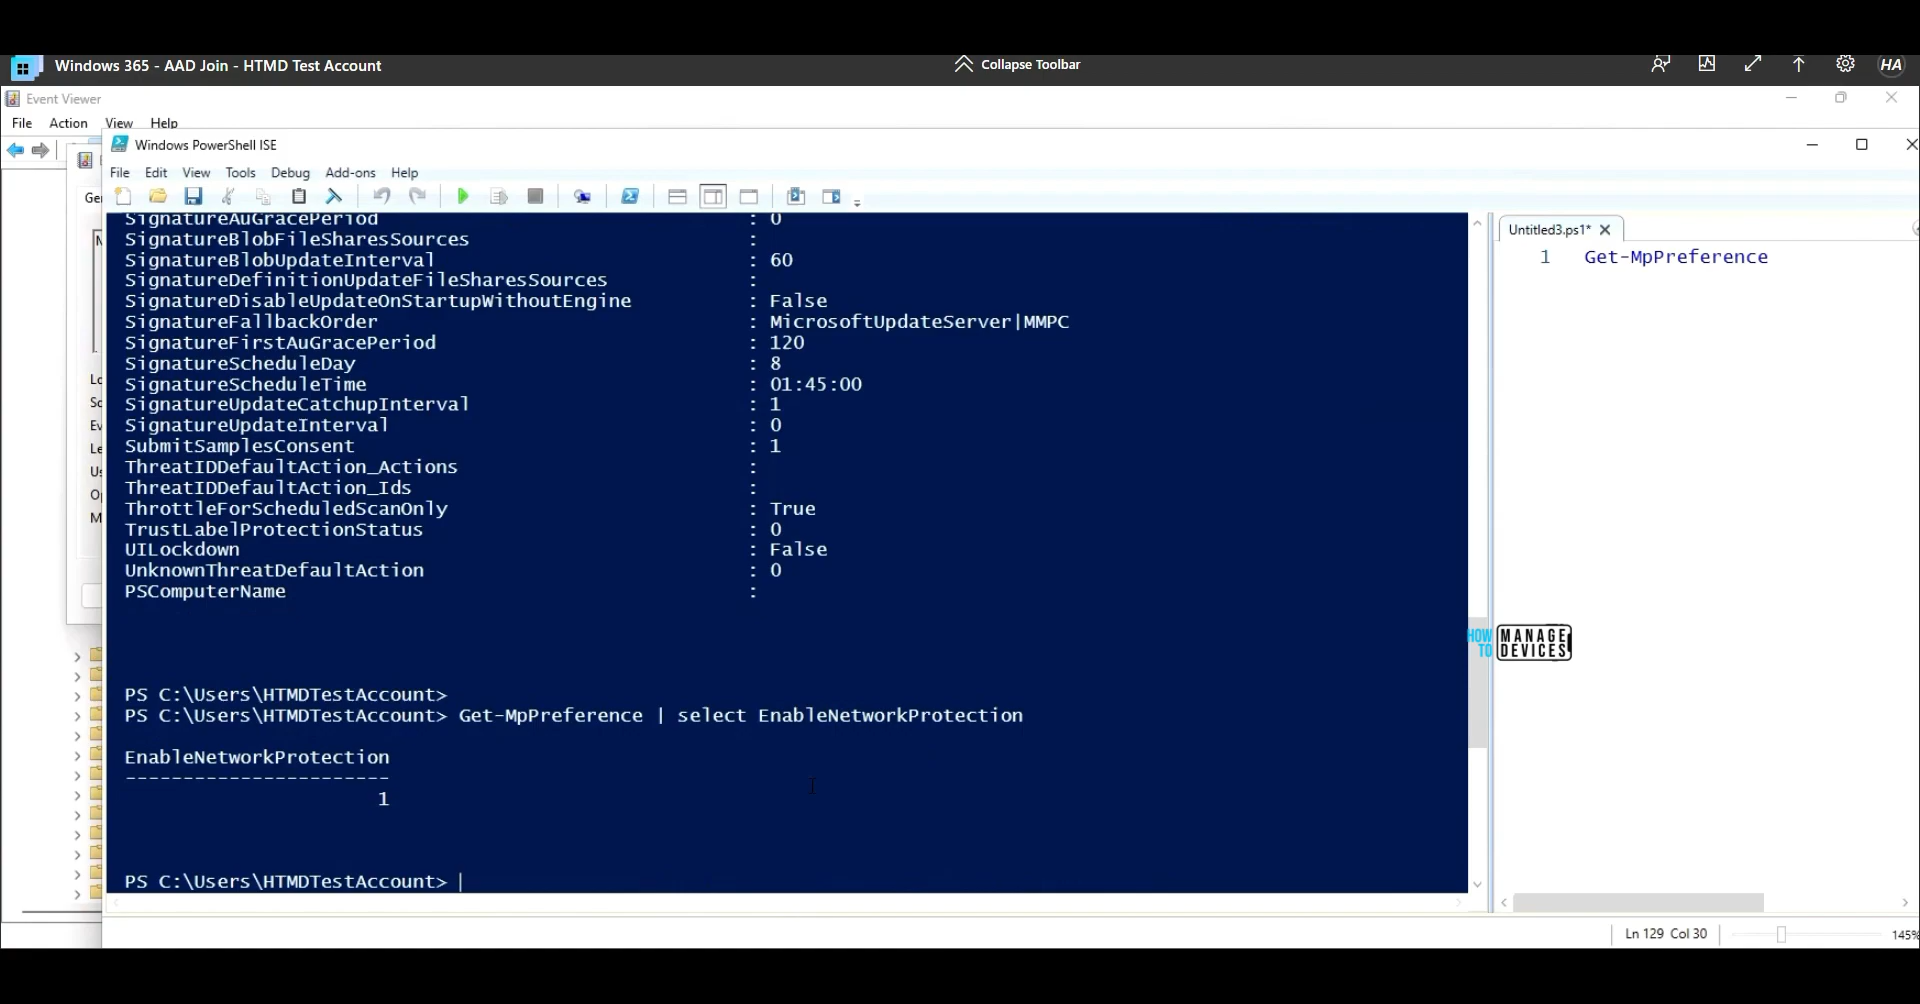 Windows 365 - AAD Join - HTMD Test Account
Collapse Toolbar
HA
Event Viewer
File Action View Help
Windows PowerShell ISE
File Edit View Tools Debug Add-ons Help
SignatureAuGracePeriod : 0
SignatureBlobFileSharesSources :
SignatureBlobUpdateInterval : 60
SignatureDefinitionUpdateFileSharesSources :
SignatureDisableUpdateOnStartupWithoutEngine : False
SignatureFallbackOrder : MicrosoftUpdateServer|MMPC
SignatureFirstAuGracePeriod : 120
SignatureScheduleDay : 8
SignatureScheduleTime : 01:45:00
SignatureUpdateCatchupInterval : 1
SignatureUpdateInterval : 0
SubmitSamplesConsent : 1
ThreatIDDefaultAction_Actions :
ThreatIDDefaultAction_Ids :
ThrottleForScheduledScanOnly : True
TrustLabelProtectionStatus : 0
UILockdown : False
UnknownThreatDefaultAction : 0
PSComputerName :
PS C:\Users\HTMDTestAccount>
PS C:\Users\HTMDTestAccount> Get-MpPreference | select EnableNetworkProtection
EnableNetworkProtection
-----------------------
1
PS C:\Users\HTMDTestAccount>
Untitled3.ps1*
1 Get-MpPreference
HOW TO
MANAGE
DEVICES
Ln 129 Col 30
145%